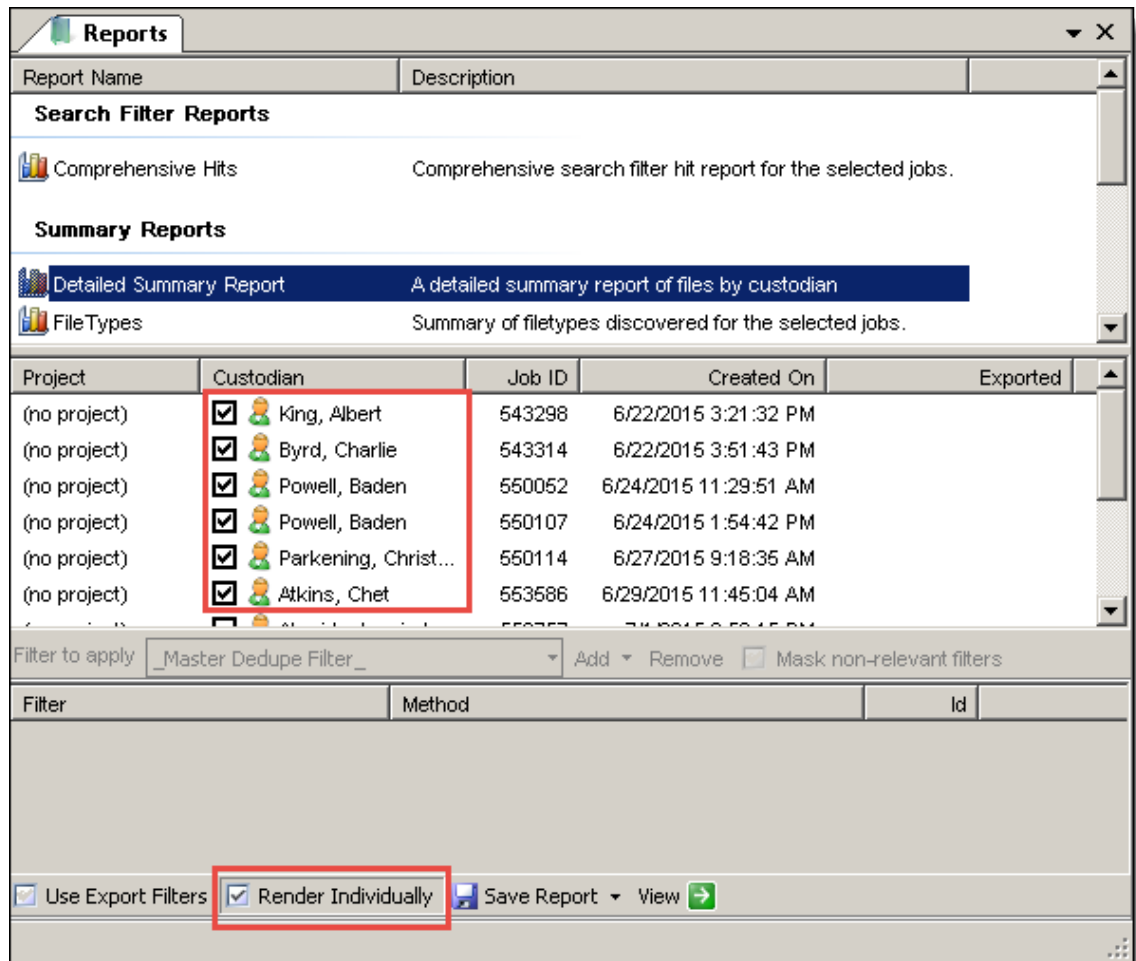 Reports
Report Name Description
Search Filter Reports
Comprehensive Hits Comprehensive search filter hit report for the selected jobs.
Summary Reports
Detailed Summary Report A detailed summary report of files by custodian
FileTypes Summary of filetypes discovered for the selected jobs.
Project Custodian Job ID Created On Exported
(no project) King, Albert 543298 6/22/2015 3:21:32 PM
(no project) Byrd, Charlie 543314 6/22/2015 3:51:43 PM
(no project) Powell, Baden 550052 6/24/2015 11:29:51 AM
(no project) Powell, Baden 550107 6/24/2015 1:54:42 PM
(no project) Parkening, Christ... 550114 6/27/2015 9:18:35 AM
(no project) Atkins, Chet 553586 6/29/2015 11:45:04 AM
Filter to apply _Master Dedupe Filter_ Add Remove Mask non-relevant filters
Filter Method Id
Use Export Filters Render Individually Save Report View